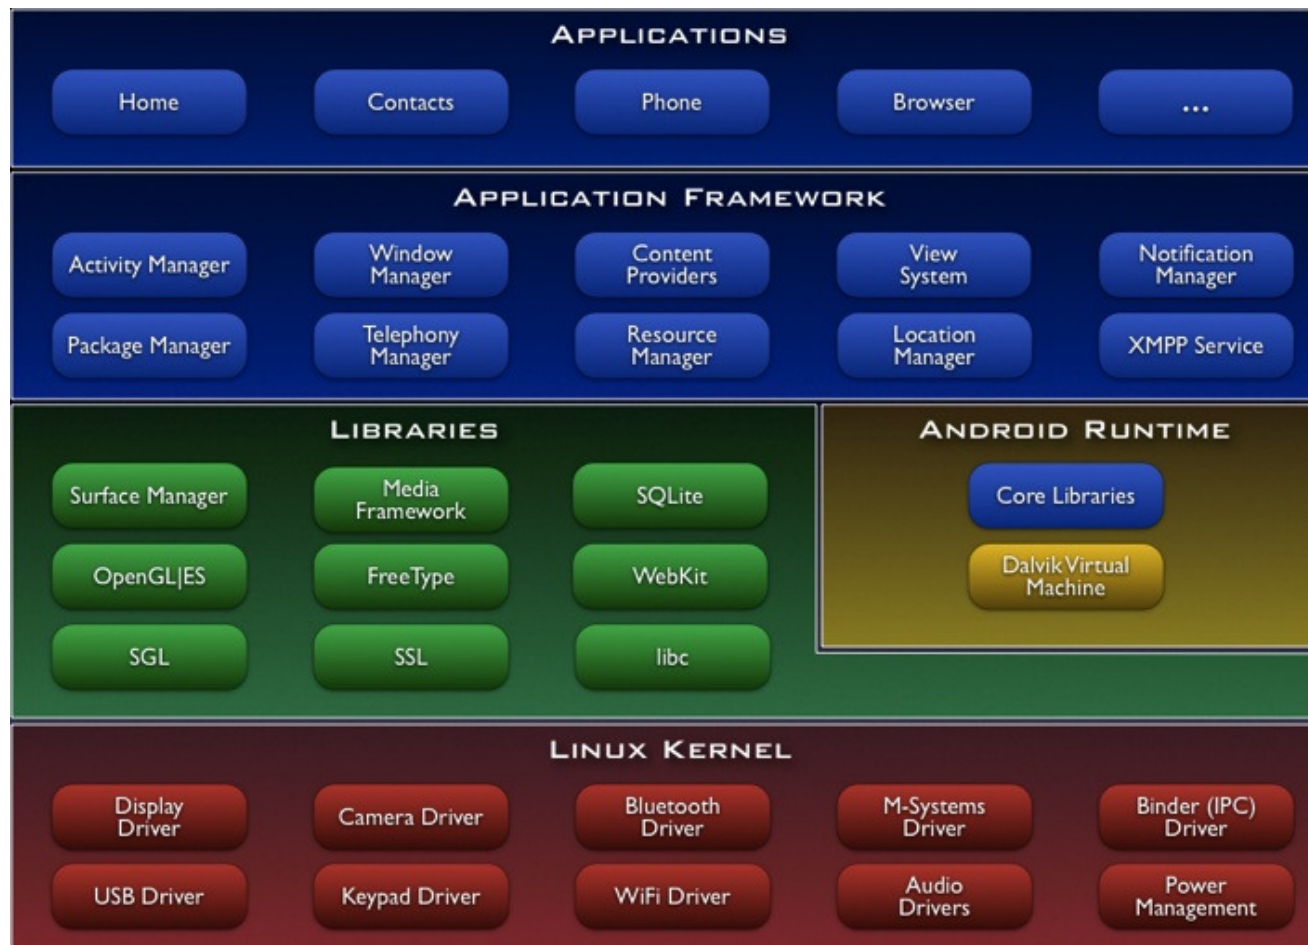 APPLICATIONS
Home
Contacts
Phone
Browser
...
APPLICATION FRAMEWORK
Activity Manager
Window
Manager
Content
Providers
View
System
Notification
Manager
Package Manager
Telephony
Manager
Resource
Manager
Location
Manager
XMPP Service
LIBRARIES
Surface Manager
Media
Framework
SQLite
OpenGL|ES
FreeType
WebKit
SGL
SSL
libc
ANDROID RUNTIME
Core Libraries
Dalvik Virtual
Machine
LINUX KERNEL
Display
Driver
Camera Driver
Bluetooth
Driver
M-Systems
Driver
Binder (IPC)
Driver
USB Driver
Keypad Driver
WiFi Driver
Audio
Drivers
Power
Management